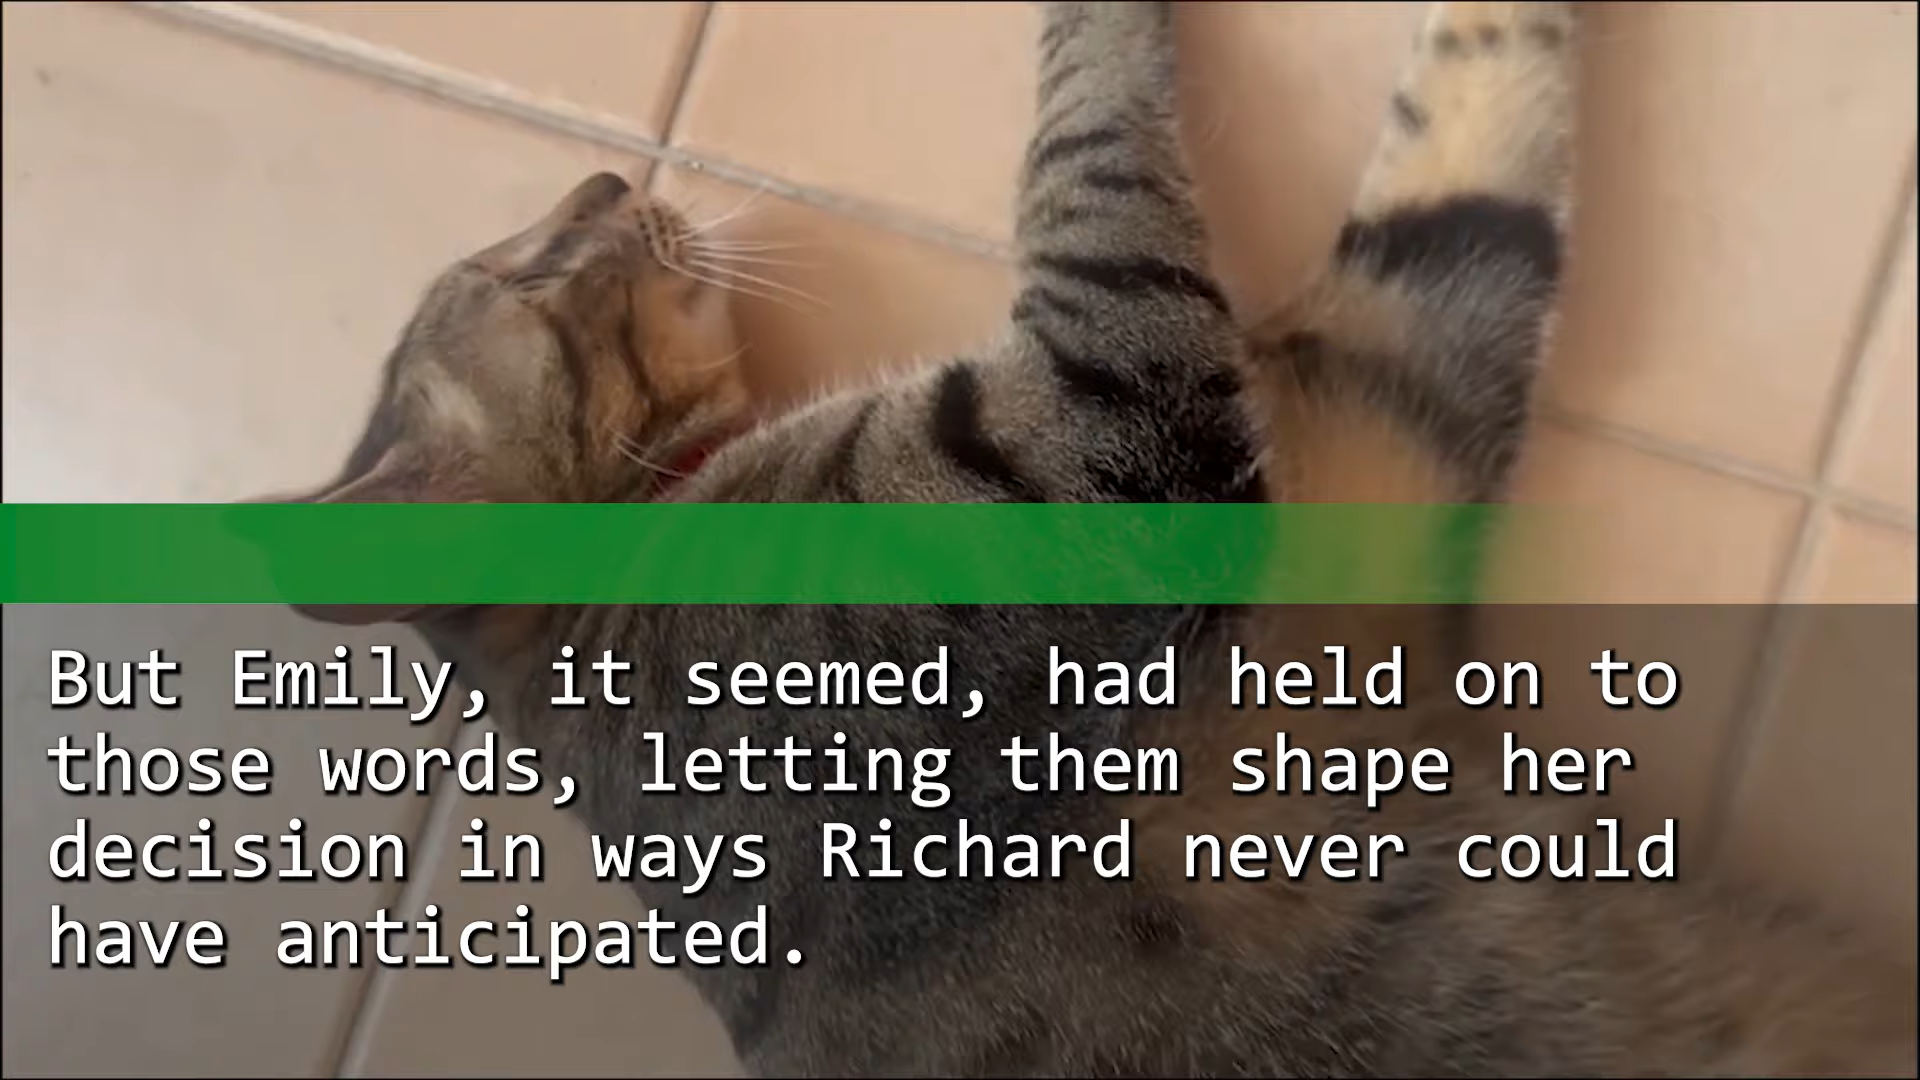 But Emily, it seemed, had held on to
those words, letting them shape her
decision in ways Richard never could
have anticipated.